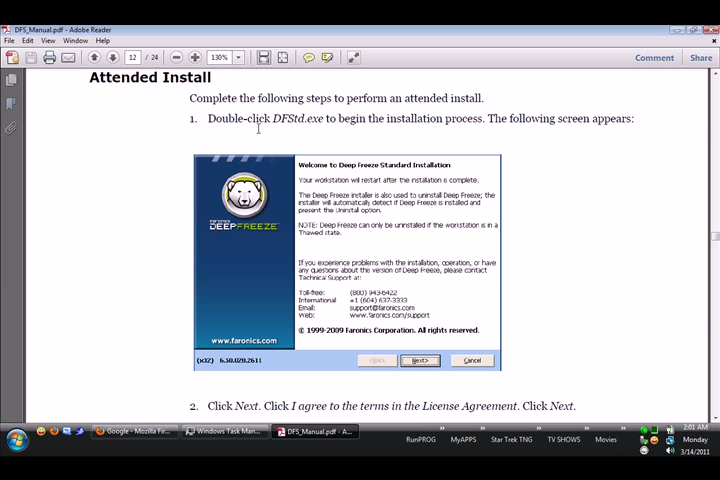 DFS_Manual.pdf - Adobe Reader
File Edit View Window Help
12 / 24 130% Comment Share
Attended Install
Complete the following steps to perform an attended install.
1. Double-click DFStd.exe to begin the installation process. The following screen appears:
Welcome to Deep Freeze Standard Installation
Your workstation will restart after the installation is complete.
The Deep Freeze installer is also used to uninstall Deep Freeze; the
installer will automatically detect if Deep Freeze is installed and
present the Uninstall option.
NOTE: Deep Freeze can only be uninstalled if the workstation is in a
Thawed state.
FARONICS
DEEPFREEZE
If you experience problems with the installation, operation, or have
any questions about this version of Deep Freeze, please contact
Technical Support at:
Toll-free: (800) 943-6422
International: +1 (604) 637-3333
Email: support@faronics.com
Web: www.faronics.com/support
© 1999-2009 Faronics Corporation. All rights reserved.
www.faronics.com
(x32) 6.50.020.2611 <Back Next> Cancel
2. Click Next. Click I agree to the terms in the License Agreement. Click Next.
Google - Mozilla Fir... Windows Task Man... DFS_Manual.pdf - A...
RunPROG MyAPPS Star Trek TNG TV SHOWS Movies
2:01 AM
Monday
3/14/2011